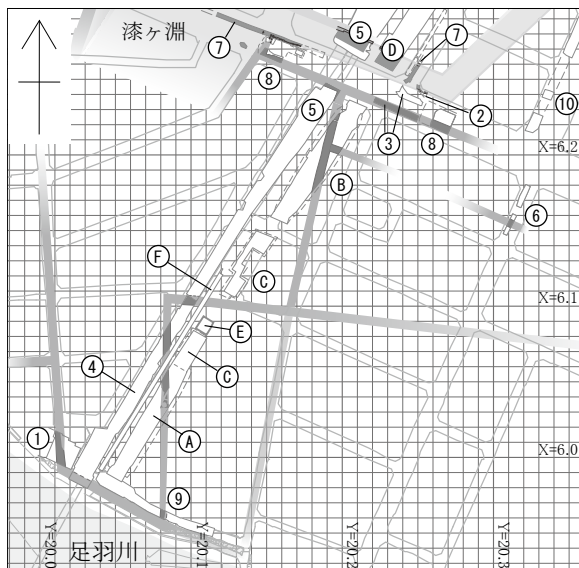 漆ヶ淵
⑦
⑤
D
⑦
⑧
②
⑩
⑤
③
⑧
X=6.2
B
⑥
F
C
X=6.1
E
④
C
A
①
X=6.0
⑨
足羽川
Y=20.0
Y=20.1
Y=20.2
Y=20.3